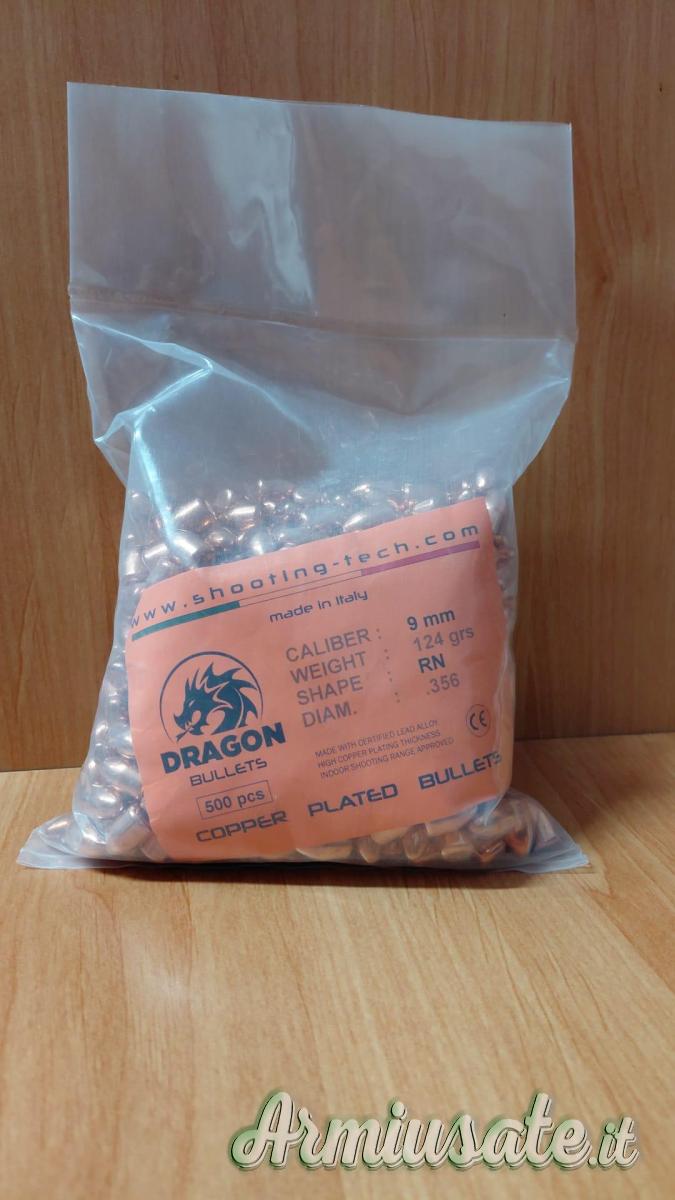 www.shooting-tech.com
made in Italy
CALIBER : 9 mm
WEIGHT : 124 grs
SHAPE : RN
DIAM. : .356
DRAGON
BULLETS
500 pcs
MADE WITH CERTIFIED LEAD ALLOY
HIGH COPPER PLATING THICKNESS
INDOOR SHOOTING RANGE APPROVED
CE
COPPER PLATED BULLETS
Armiusate.it